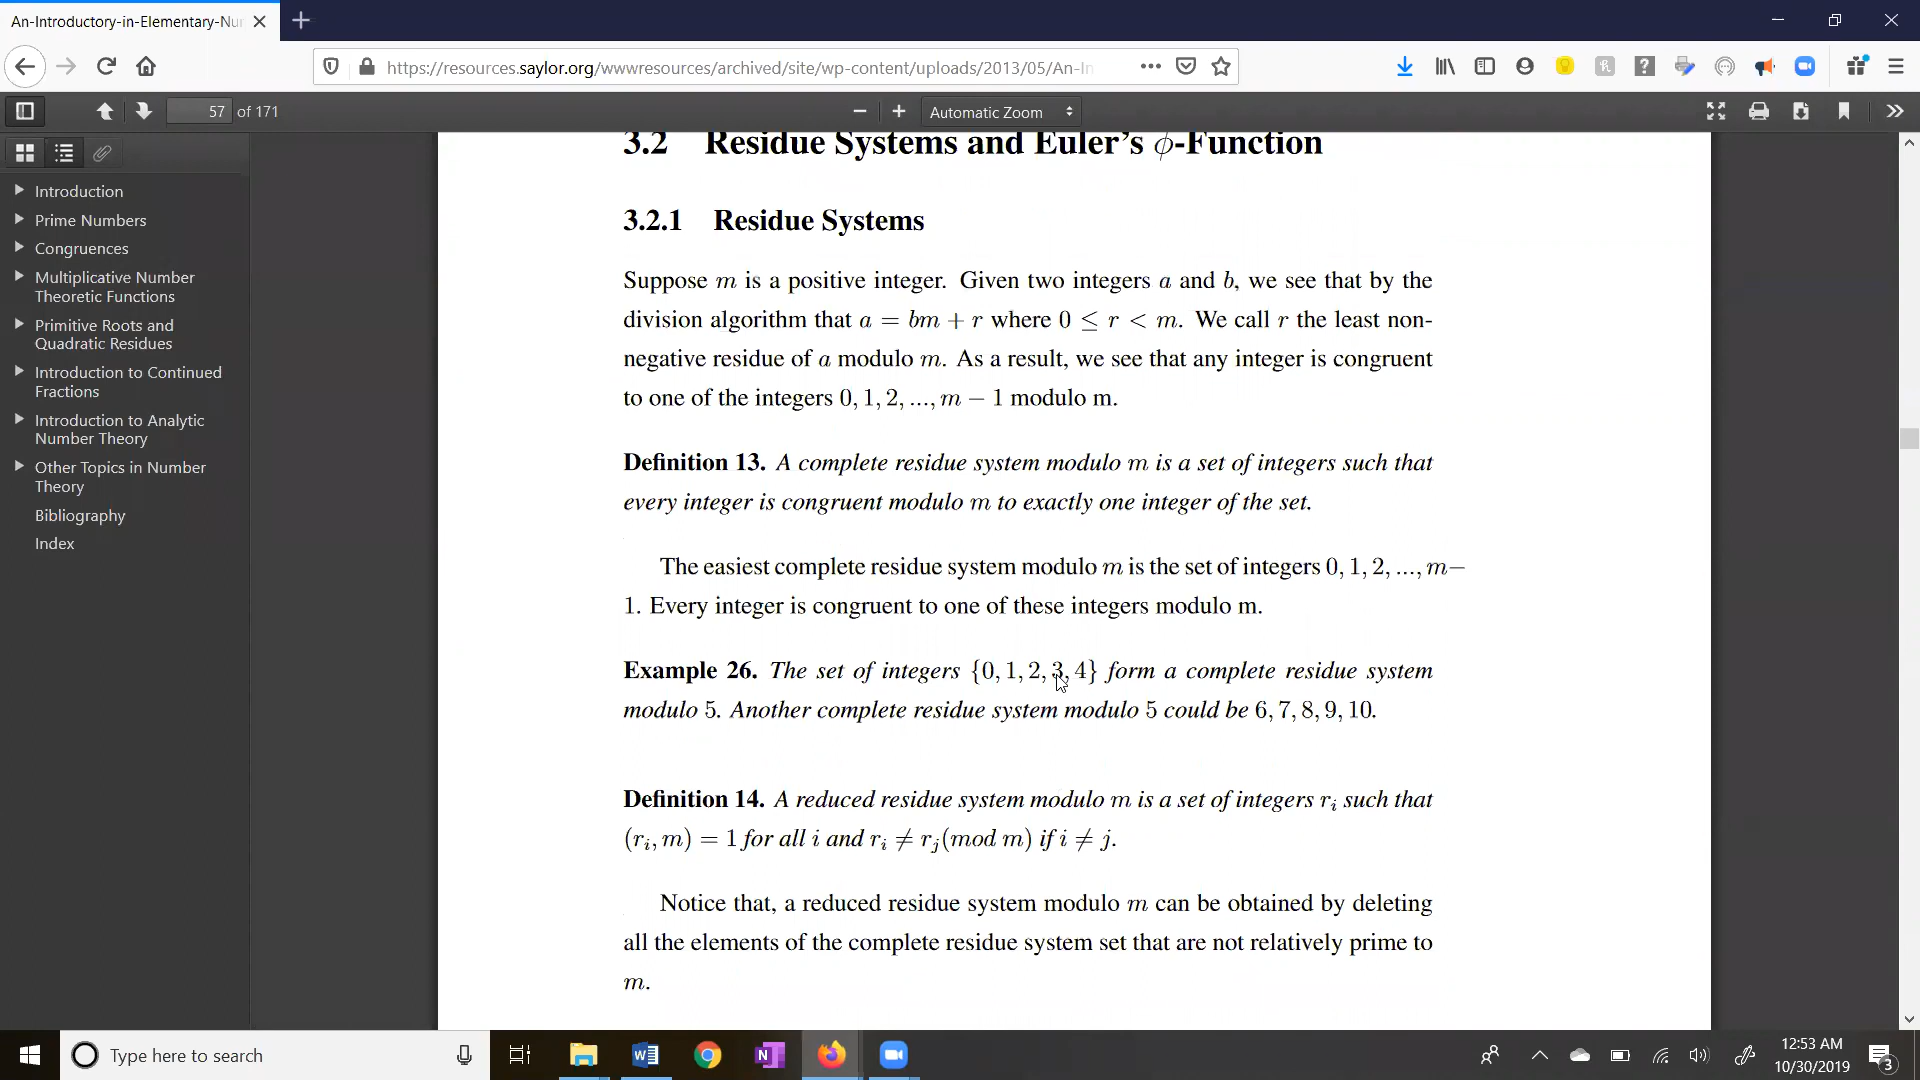 An-Introductory-in-Elementary-Nu
https://resources.saylor.org/wwwresources/archived/site/wp-content/uploads/2013/05/An-In
57 of 171
Automatic Zoom
Introduction
Prime Numbers
Congruences
Multiplicative Number
Theoretic Functions
Primitive Roots and
Quadratic Residues
Introduction to Continued
Fractions
Introduction to Analytic
Number Theory
Other Topics in Number
Theory
Bibliography
Index
3.2 Residue Systems and Euler's ϕ-Function
3.2.1 Residue Systems
Suppose m is a positive integer. Given two integers a and b, we see that by the
division algorithm that a = bm + r where 0 ≤ r < m. We call r the least non-
negative residue of a modulo m. As a result, we see that any integer is congruent
to one of the integers 0, 1, 2, ..., m − 1 modulo m.
Definition 13. A complete residue system modulo m is a set of integers such that
every integer is congruent modulo m to exactly one integer of the set.
The easiest complete residue system modulo m is the set of integers 0, 1, 2, ..., m−
1. Every integer is congruent to one of these integers modulo m.
Example 26. The set of integers {0, 1, 2, 3, 4} form a complete residue system
modulo 5. Another complete residue system modulo 5 could be 6, 7, 8, 9, 10.
Definition 14. A reduced residue system modulo m is a set of integers rᵢ such that
(rᵢ, m) = 1 for all i and rᵢ ≠ rⱼ(mod m) if i ≠ j.
Notice that, a reduced residue system modulo m can be obtained by deleting
all the elements of the complete residue system set that are not relatively prime to
m.
Type here to search
12:53 AM
10/30/2019
3